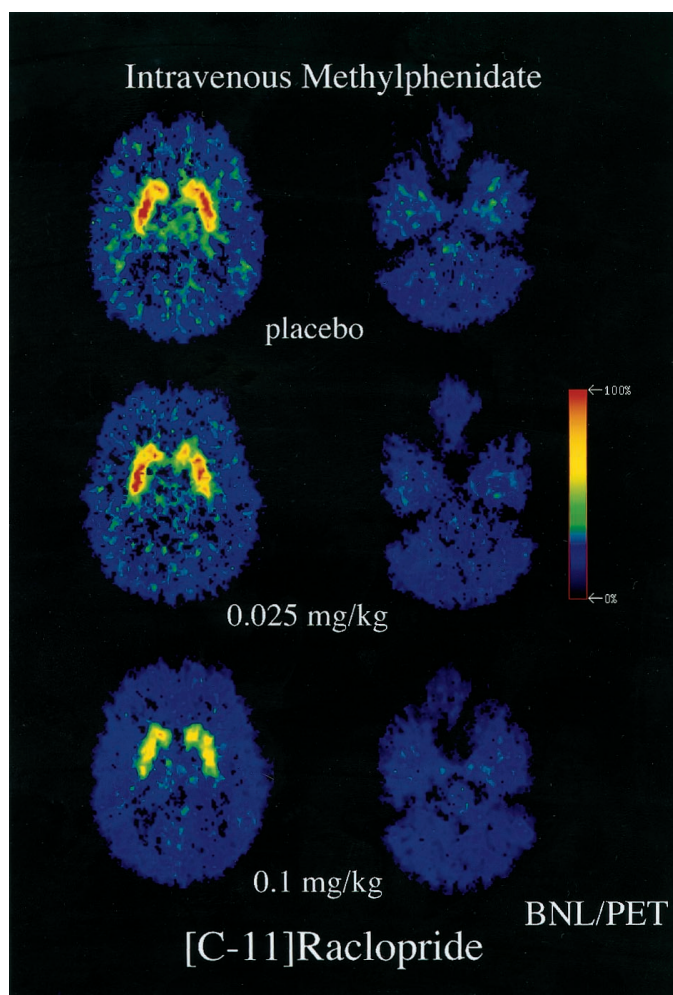 Intravenous Methylphenidate
placebo
←100%
←0%
0.025 mg/kg
0.1 mg/kg
BNL/PET
[C-11]Raclopride